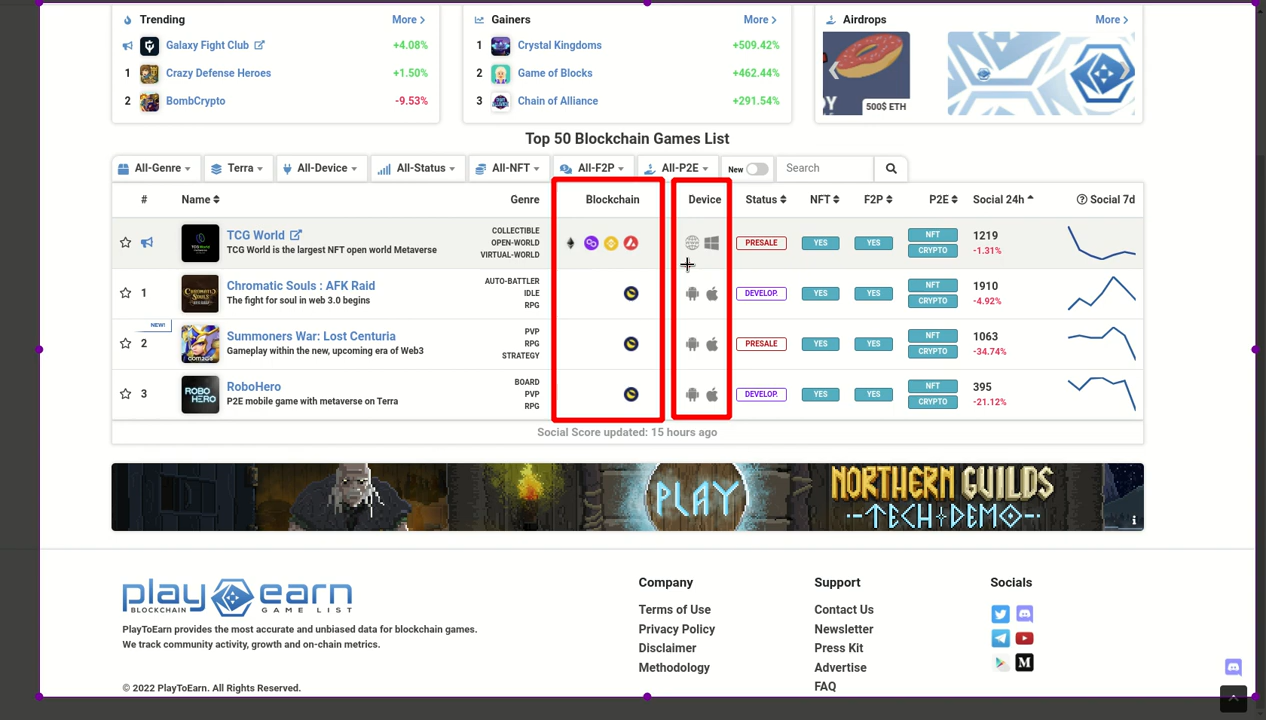 Trending
More >
Galaxy Fight Club
+4.08%
1
Crazy Defense Heroes
+1.50%
2
BombCrypto
-9.53%
Gainers
More >
1
Crystal Kingdoms
+509.42%
2
Game of Blocks
+462.44%
3
Chain of Alliance
+291.54%
Airdrops
More >
500$ ETH
Top 50 Blockchain Games List
All-Genre
Terra
All-Device
All-Status
All-NFT
All-F2P
All-P2E
New
Search
#
Name
Genre
Blockchain
Device
Status
NFT
F2P
P2E
Social 24h
Social 7d
TCG World
TCG World is the largest NFT open world Metaverse
COLLECTIBLE
OPEN-WORLD
VIRTUAL-WORLD
PRESALE
YES
YES
NFT
CRYPTO
1219
-1.31%
1
Chromatic Souls : AFK Raid
The fight for soul in web 3.0 begins
AUTO-BATTLER
IDLE
RPG
DEVELOP.
YES
YES
NFT
CRYPTO
1910
-4.92%
NEW!
2
Summoners War: Lost Centuria
Gameplay within the new, upcoming era of Web3
PVP
RPG
STRATEGY
PRESALE
YES
YES
NFT
CRYPTO
1063
-34.74%
3
ROBO
HERO
RoboHero
P2E mobile game with metaverse on Terra
BOARD
PVP
RPG
DEVELOP.
YES
YES
NFT
CRYPTO
395
-21.12%
Social Score updated: 15 hours ago
PLAY
NORTHERN GUILDS
TECH DEMO
play earn
BLOCKCHAIN GAME LIST
PlayToEarn provides the most accurate and unbiased data for blockchain games.
We track community activity, growth and on-chain metrics.
© 2022 PlayToEarn. All Rights Reserved.
Company
Terms of Use
Privacy Policy
Disclaimer
Methodology
Support
Contact Us
Newsletter
Press Kit
Advertise
FAQ
Socials